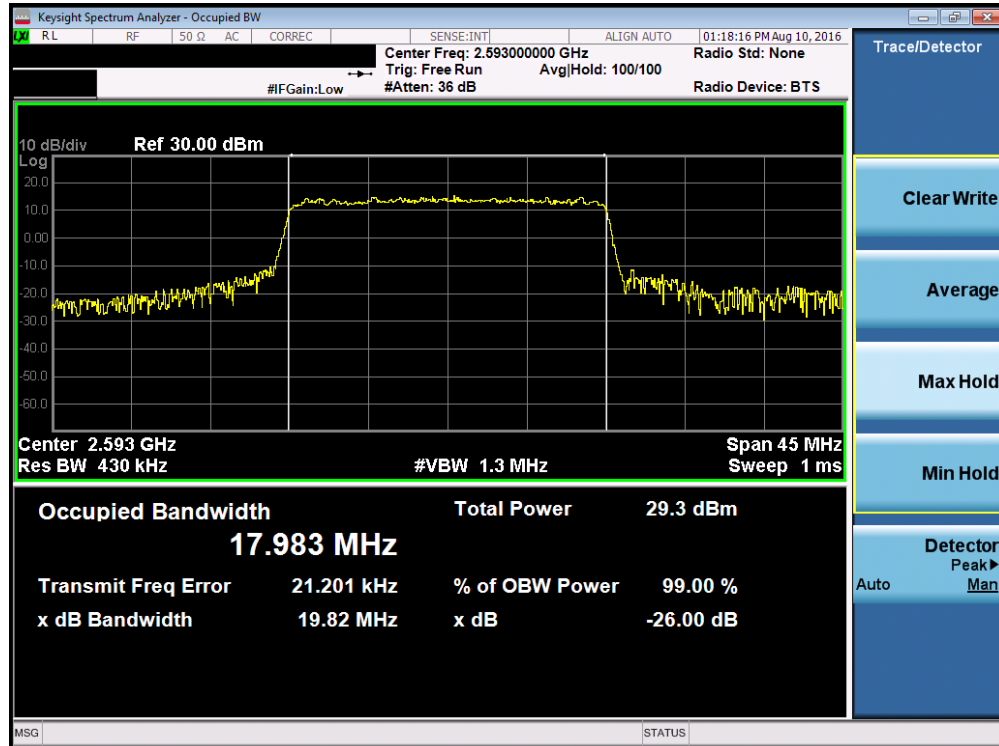 Keysight Spectrum Analyzer - Occupied BW
LXI RL RF 50 Ω AC CORREC SENSE:INT ALIGN AUTO 01:18:16 PM Aug 10, 2016
Center Freq: 2.593000000 GHz Radio Std: None
Trig: Free Run Avg|Hold: 100/100
#IFGain:Low #Atten: 36 dB Radio Device: BTS
10 dB/div Ref 30.00 dBm
Log
20.0
10.0
0.00
-10.0
-20.0
-30.0
-40.0
-50.0
-60.0
Center 2.593 GHz Span 45 MHz
Res BW 430 kHz #VBW 1.3 MHz Sweep 1 ms
Occupied Bandwidth Total Power 29.3 dBm
17.983 MHz
Transmit Freq Error 21.201 kHz % of OBW Power 99.00 %
x dB Bandwidth 19.82 MHz x dB -26.00 dB
Trace/Detector
Clear Write
Average
Max Hold
Min Hold
Detector
Peak▶
Auto Man
MSG STATUS